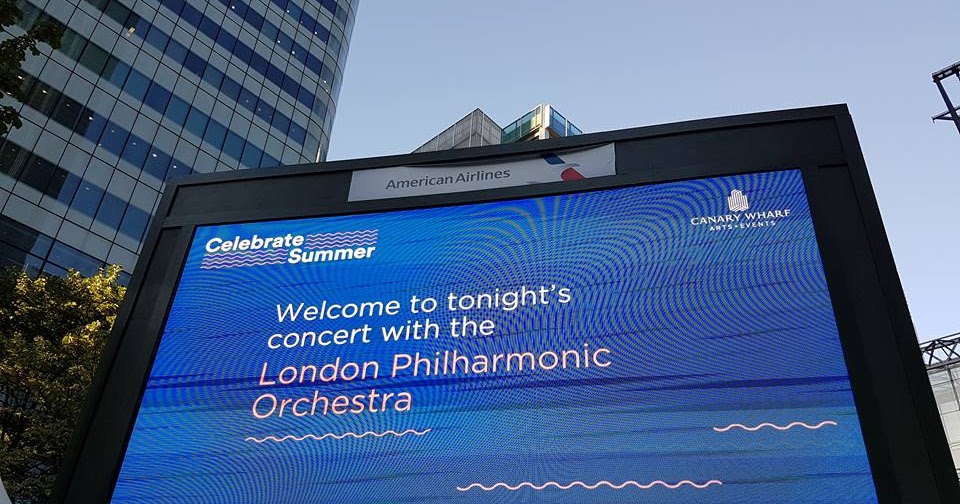 American Airlines
Celebrate
Summer
CANARY WHARF
ARTS + EVENTS
Welcome to tonight's
concert with the
London Philharmonic
Orchestra